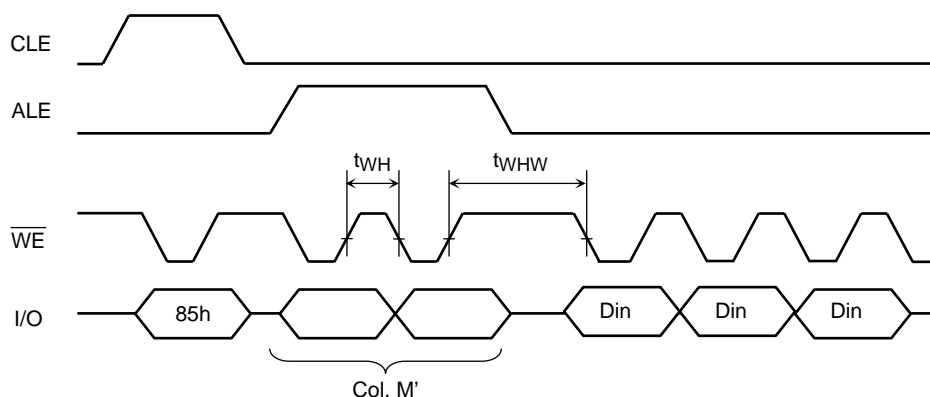 CLE
ALE
tWH
tWHW
WE
I/O
85h
Din
Din
Din
Col. M'